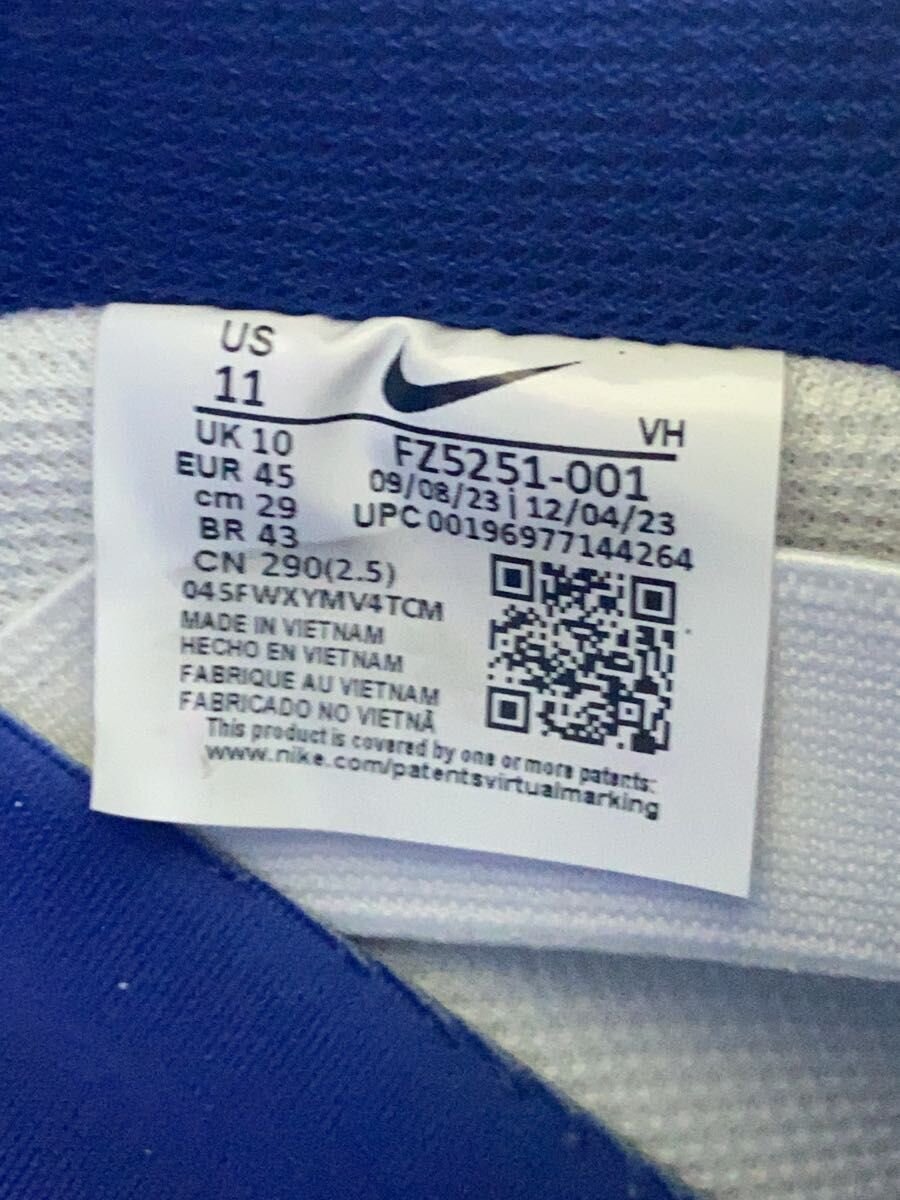 US
11
VH
UK 10
EUR 45
cm 29
BR 43
CN 290(2.5)
FZ5251-001
09/08/23 | 12/04/23
UPC 00196977144264
045FWXYMV4TCM
MADE IN VIETNAM
HECHO EN VIETNAM
FABRIQUE AU VIETNAM
FABRICADO NO VIETNÃ
This product is covered by one or more patents:
www.nike.com/patentsvirtualmarking